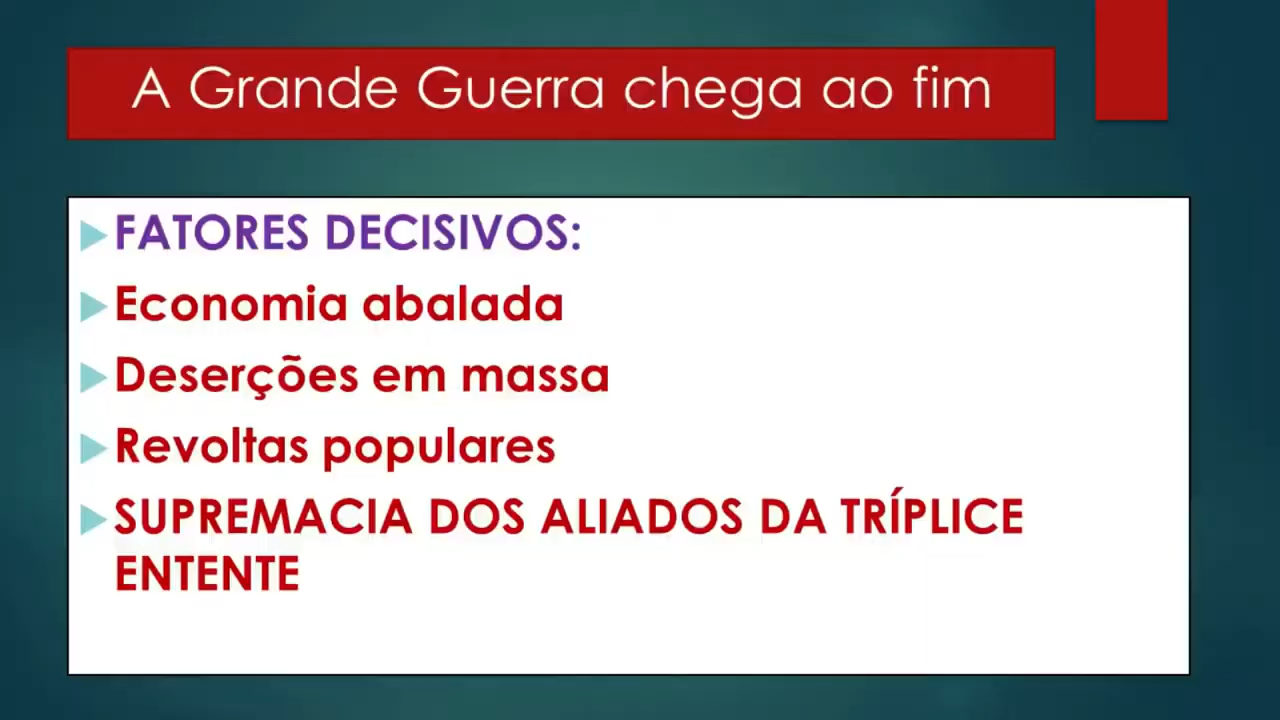 A Grande Guerra chega ao fim
FATORES DECISIVOS:
Economia abalada
Deserções em massa
Revoltas populares
SUPREMACIA DOS ALIADOS DA TRÍPLICE
ENTENTE